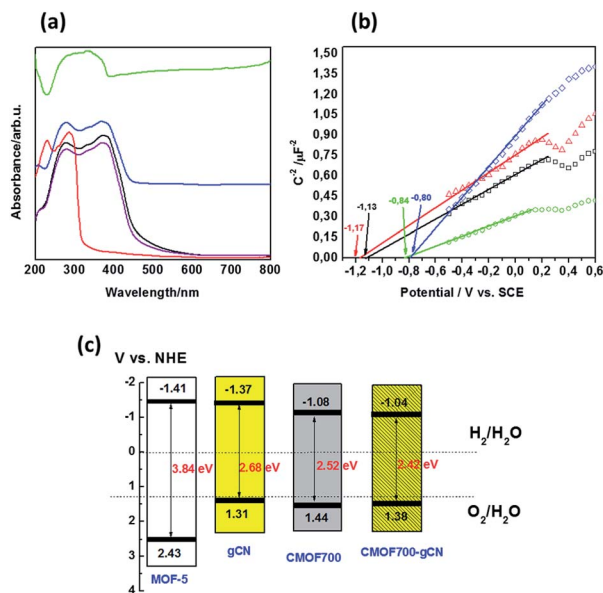 (a)
Absorbance/arb.u.
200 300 400 500 600 700 800
Wavelength/nm
(b)
C⁻² /μF⁻²
1,50
1,35
1,20
1,05
0,90
0,75
0,60
0,45
0,30
0,15
0,00
-1,17
-1,13
-0,84
-0,80
-1,2 -1,0 -0,8 -0,6 -0,4 -0,2 0,0 0,2 0,4 0,6
Potential / V vs. SCE
(c)
V vs. NHE
-2
-1
0
1
2
3
4
-1.41 -1.37 -1.08 -1.04
3.84 eV 2.68 eV 2.52 eV 2.42 eV
2.43 1.31 1.44 1.38
MOF-5 gCN CMOF700 CMOF700-gCN
H₂/H₂O
O₂/H₂O